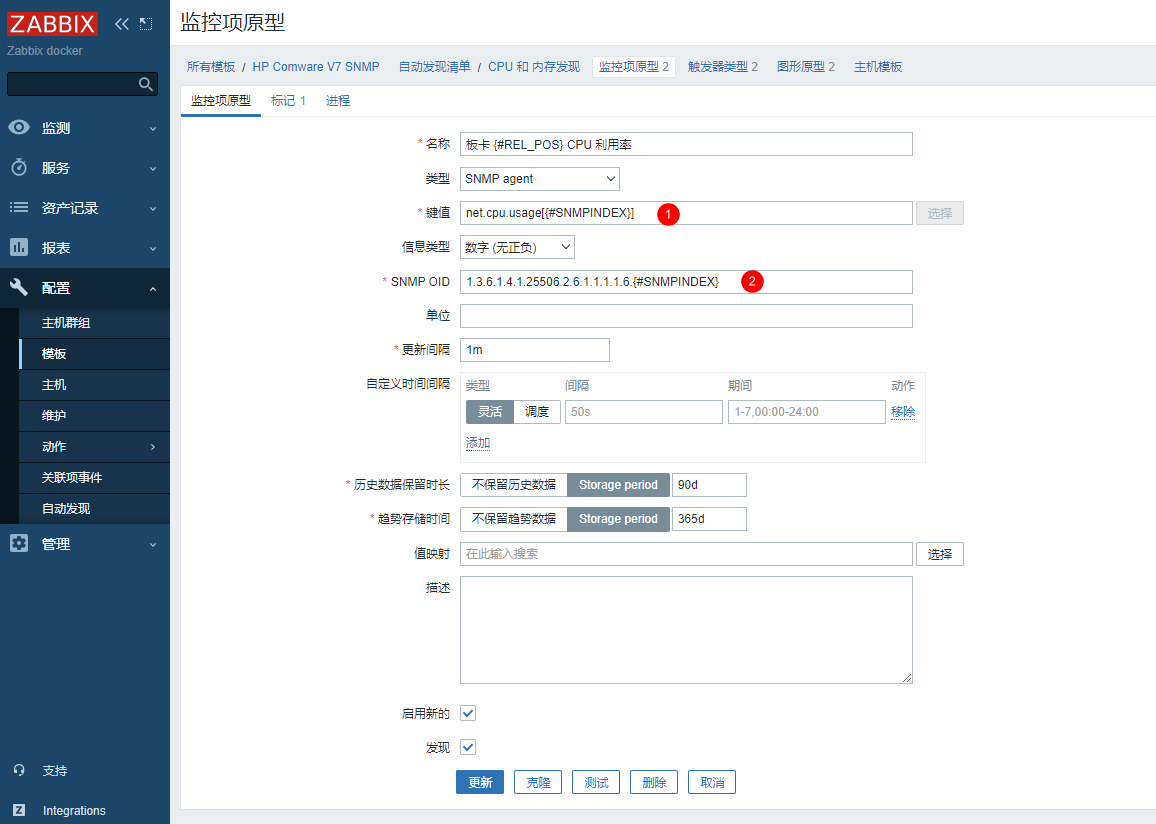 ZABBIX
Zabbix docker
监测
服务
资产记录
报表
配置
主机群组
模板
主机
维护
动作
关联项事件
自动发现
管理
支持
Z Integrations
监控项原型
所有模板 / HP Comware V7 SNMP 自动发现清单 / CPU 和 内存发现 监控项原型 2 触发器类型 2 图形原型 2 主机模板
监控项原型 标记 1 进程
* 名称 板卡 {#REL_POS} CPU 利用率
类型 SNMP agent
* 键值 net.cpu.usage[{#SNMPINDEX}] 1 选择
信息类型 数字 (无正负)
* SNMP OID 1.3.6.1.4.1.25506.2.6.1.1.1.1.6.{#SNMPINDEX} 2
单位
* 更新间隔 1m
自定义时间间隔 类型 间隔 期间 动作
灵活 调度 50s 1-7,00:00-24:00 移除
添加
* 历史数据保留时长 不保留历史数据 Storage period 90d
* 趋势存储时间 不保留趋势数据 Storage period 365d
值映射 在此输入搜索 选择
描述
启用新的
发现
更新 克隆 测试 删除 取消